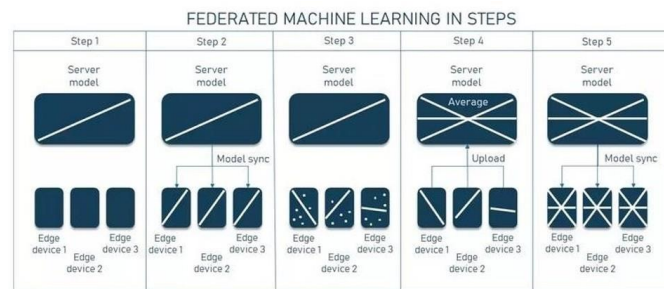 FEDERATED MACHINE LEARNING IN STEPS
Step 1
Server
model
Edge
device 1
Edge
device 2
Edge
device 3
Step 2
Server
model
Model sync
Edge
device 1
Edge
device 2
Edge
device 3
Step 3
Server
model
Edge
device 1
Edge
device 2
Edge
device 3
Step 4
Server
model
Average
Upload
Edge
device 1
Edge
device 2
Edge
device 3
Step 5
Server
model
Model sync
Edge
device 1
Edge
device 2
Edge
device 3